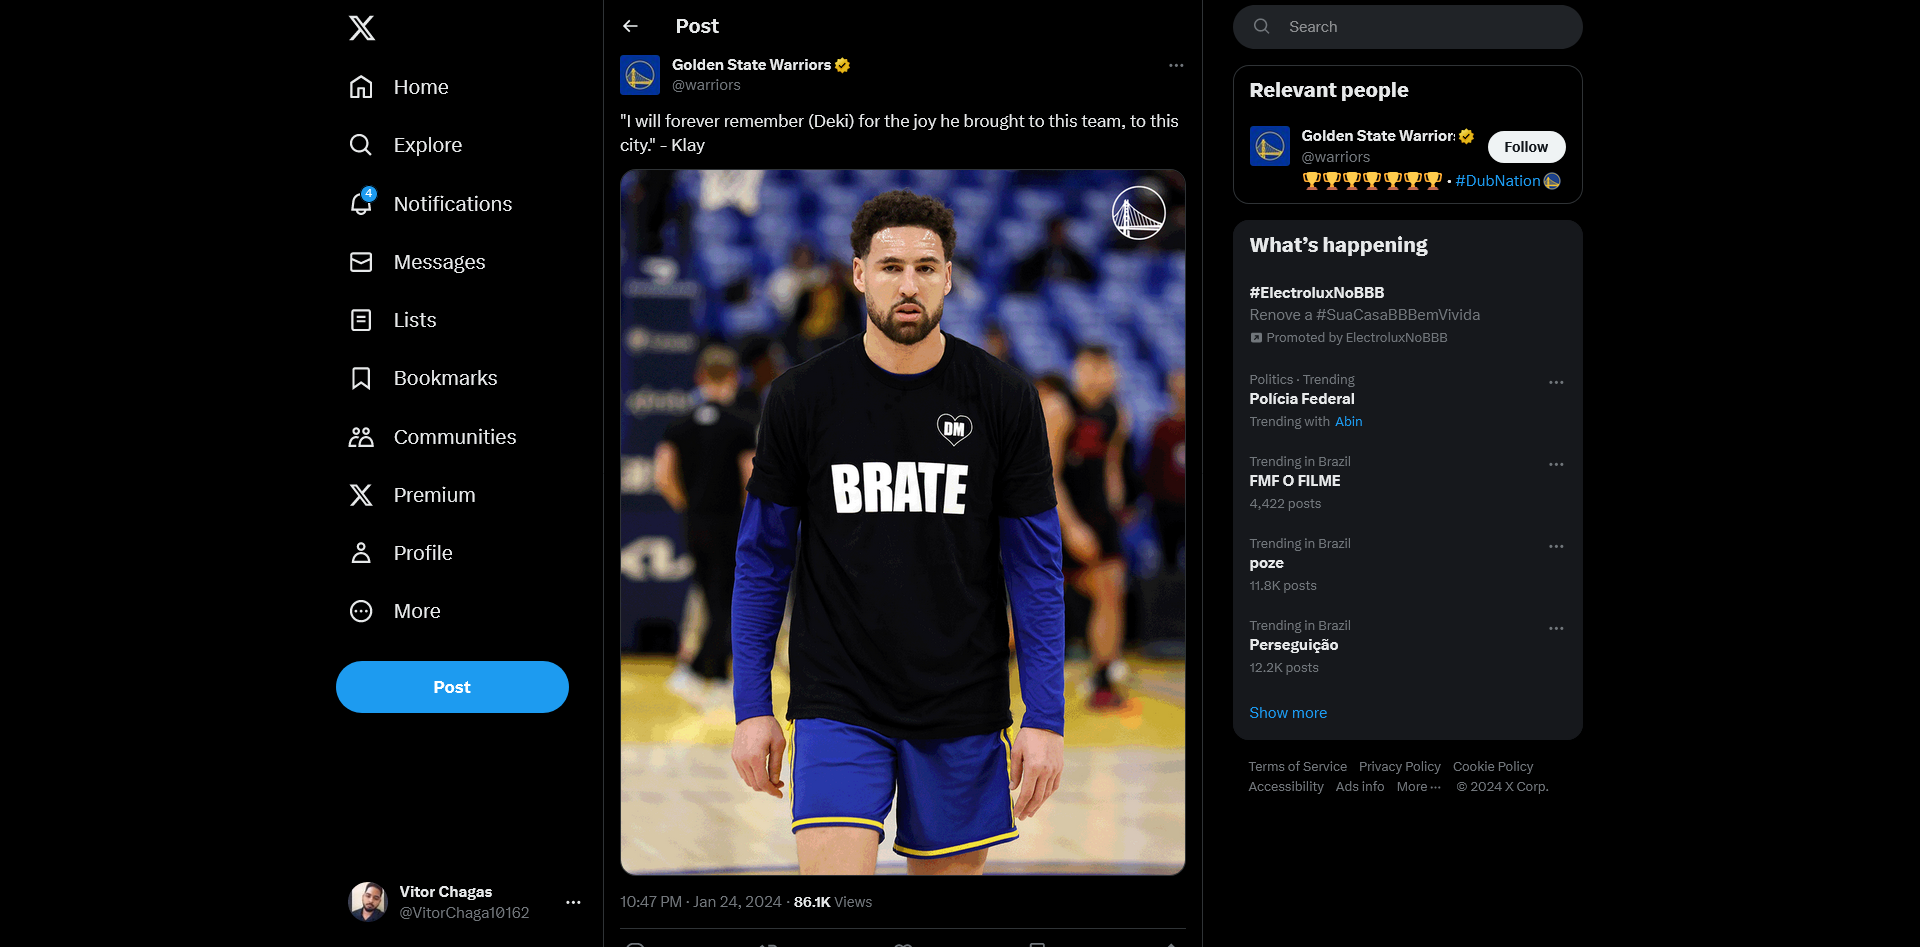 Home
Explore
4
Notifications
Messages
Lists
Bookmarks
Communities
Premium
Profile
More
Post
Vitor Chagas
@VitorChaga10162
Post
Golden State Warriors
@warriors
"I will forever remember (Deki) for the joy he brought to this team, to this
city." - Klay
DM
BRATE
10:47 PM · Jan 24, 2024 · 86.1K Views
Search
Relevant people
Golden State Warrior
@warriors
Follow
• #DubNation
What's happening
#ElectroluxNoBBB
Renove a #SuaCasaBBBemVivida
Promoted by ElectroluxNoBBB
Politics · Trending
Polícia Federal
Trending with Abin
Trending in Brazil
FMF O FILME
4,422 posts
Trending in Brazil
poze
11.8K posts
Trending in Brazil
Perseguição
12.2K posts
Show more
Terms of Service Privacy Policy Cookie Policy
Accessibility Ads info More ··· © 2024 X Corp.